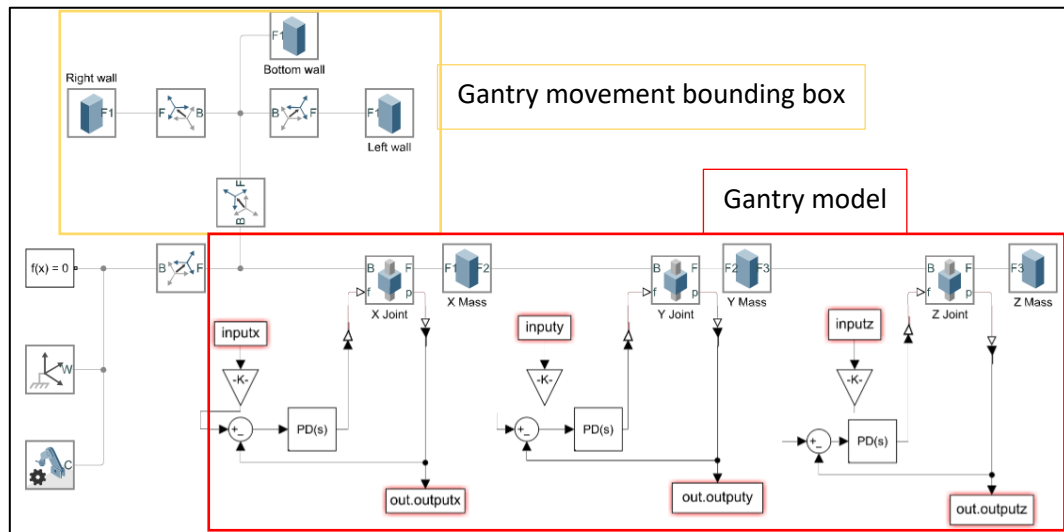 F1
Bottom wall
Right wall
F1
F
B
B
F
F1
Left wall
Gantry movement bounding box
F
B
Gantry model
f(x) = 0
B
F
B
F
f
p
X Joint
F1
F2
X Mass
B
F
f
p
Y Joint
F2
F3
Y Mass
B
F
f
p
Z Joint
F3
Z Mass
inputx
inputy
inputz
W
-K-
-K-
-K-
+
-
PD(s)
+
-
PD(s)
+
-
PD(s)
C
out.outputx
out.outputy
out.outputz